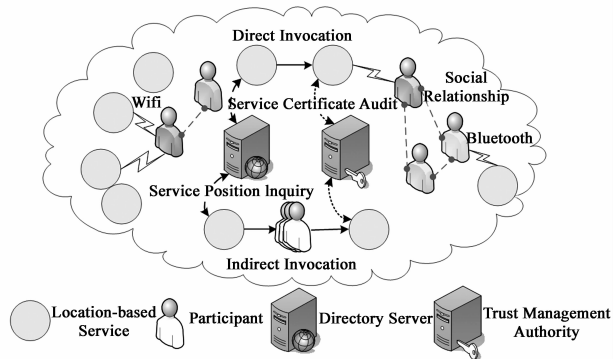 Direct Invocation
Social
Relationship
Wifi
Service Certificate Audit
Bluetooth
Service Position Inquiry
Indirect Invocation
Location-based
Service
Participant
Directory Server
Trust Management
Authority